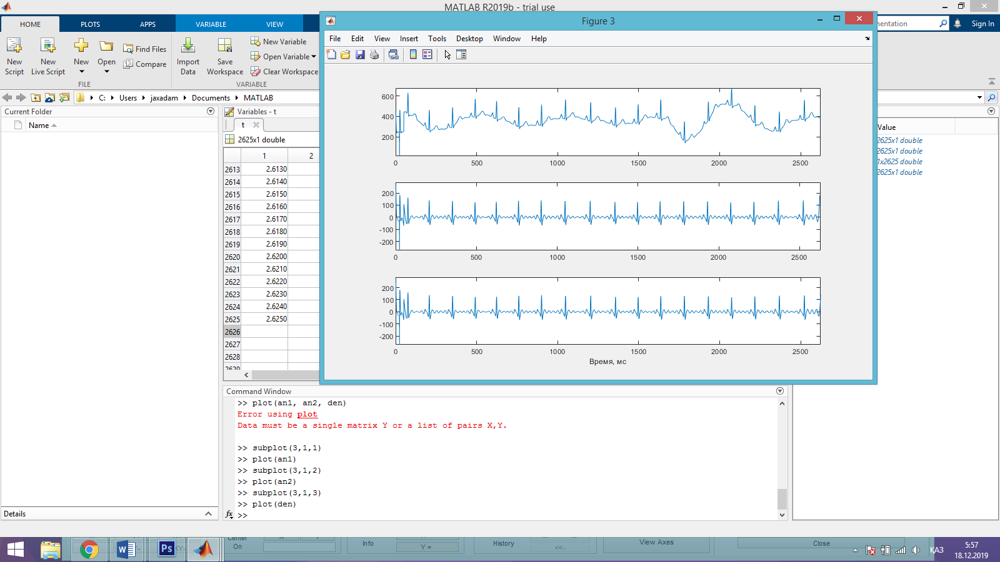 MATLAB R2019b - trial use
HOME PLOTS APPS VARIABLE VIEW
mentation
Sign In
New Script
New Live Script
New
Open
Find Files
Compare
FILE
Import Data
Save Workspace
New Variable
Open Variable
Clear Workspace
VARIABLE
C: Users jaxadam Documents MATLAB
Current Folder
Name
Details
Variables - t
t
2625x1 double
1 2
2613 2.6130
2614 2.6140
2615 2.6150
2616 2.6160
2617 2.6170
2618 2.6180
2619 2.6190
2620 2.6200
2621 2.6210
2622 2.6220
2623 2.6230
2624 2.6240
2625 2.6250
2626
2627
2628
2629
Figure 3
File Edit View Insert Tools Desktop Window Help
600
400
200
0 500 1000 1500 2000 2500
200
100
0
-100
-200
0 500 1000 1500 2000 2500
200
100
0
-100
-200
0 500 1000 1500 2000 2500
Время, мс
Value
2625x1 double
2625x1 double
1x2625 double
2625x1 double
Command Window
>> plot(an1, an2, den)
Error using plot
Data must be a single matrix Y or a list of pairs X,Y.
>> subplot(3,1,1)
>> plot(an1)
>> subplot(3,1,2)
>> plot(an2)
>> subplot(3,1,3)
>> plot(den)
fx >>
Center
On
Info
Y =
History
<<-
View Axes
Close
ҚАЗ
5:57
18.12.2019